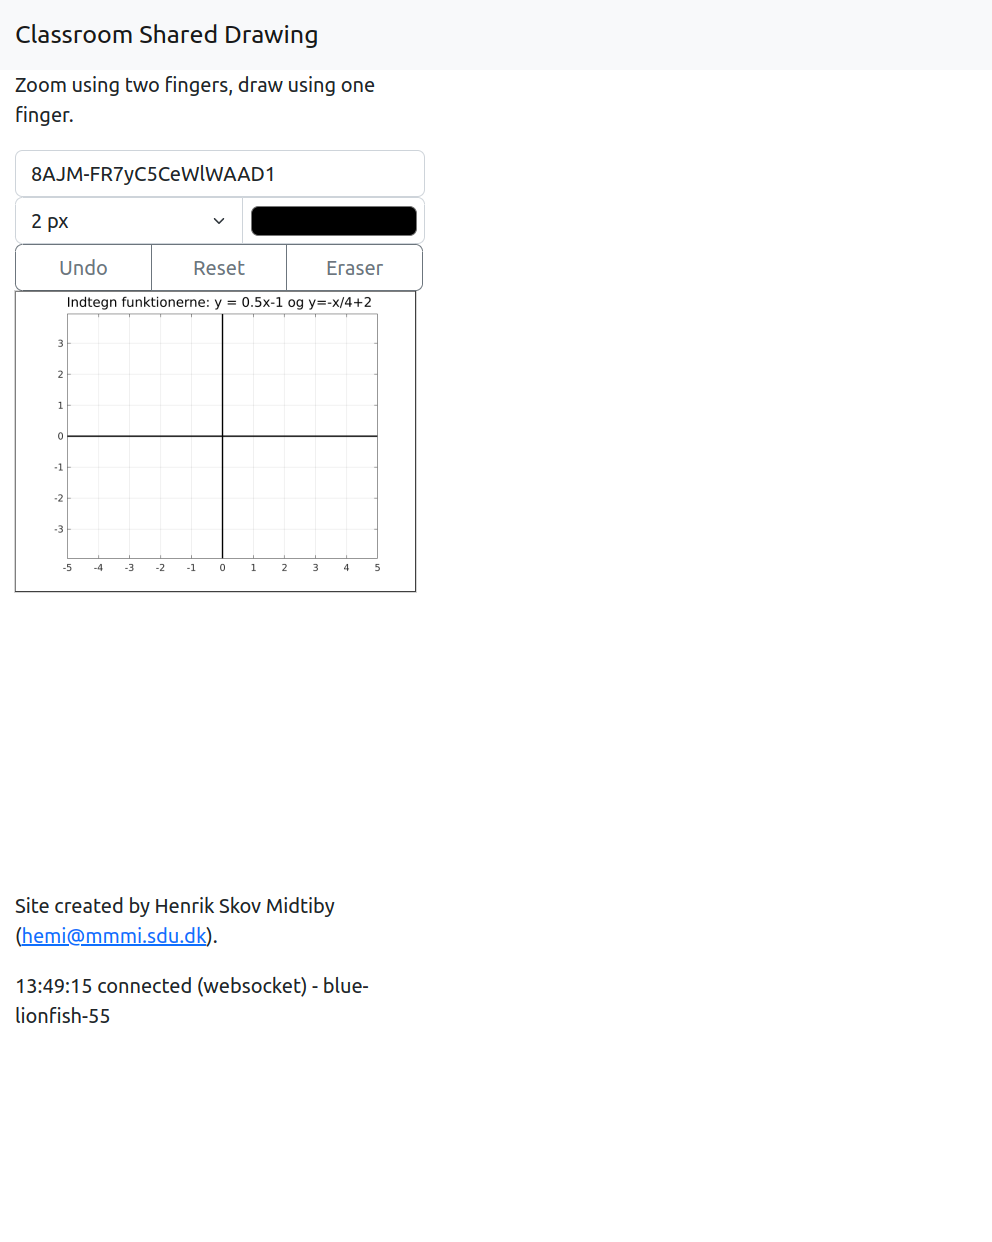 Classroom Shared Drawing
Zoom using two fingers, draw using one
finger.
8AJM-FR7yC5CeWlWAAD1
2 px
Undo Reset Eraser
Indtegn funktionerne: y = 0.5x-1 og y=-x/4+2
3
2
1
0
-1
-2
-3
-5 -4 -3 -2 -1 0 1 2 3 4 5
Site created by Henrik Skov Midtiby
(hemi@mmmi.sdu.dk).
13:49:15 connected (websocket) - blue-
lionfish-55